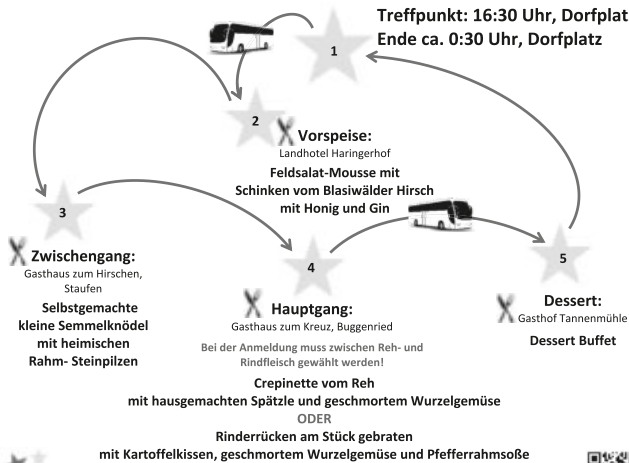 Treffpunkt: 16:30 Uhr, Dorfplat
Ende ca. 0:30 Uhr, Dorfplatz
1
2
Vorspeise:
Landhotel Haringerhof
Feldsalat-Mousse mit
Schinken vom Blasiwälder Hirsch
mit Honig und Gin
3
Zwischengang:
Gasthaus zum Hirschen,
Staufen
Selbstgemachte
kleine Semmelknödel
mit heimischen
Rahm- Steinpilzen
4
Hauptgang:
Gasthaus zum Kreuz, Buggenried
Bei der Anmeldung muss zwischen Reh- und
Rindfleisch gewählt werden!
Crepinette vom Reh
mit hausgemachten Spätzle und geschmortem Wurzelgemüse
ODER
Rinderrücken am Stück gebraten
mit Kartoffelkissen, geschmortem Wurzelgemüse und Pfefferrahmsoße
5
Dessert:
Gasthof Tannenmühle
Dessert Buffet